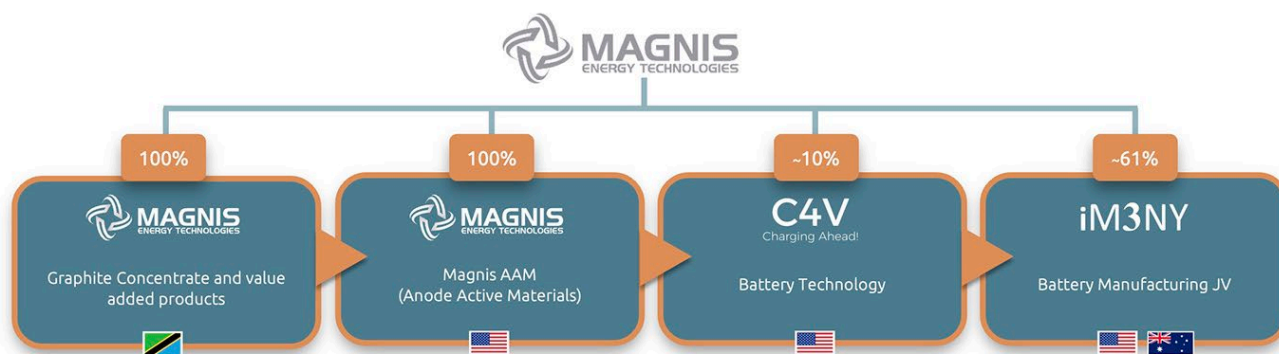 MAGNIS
ENERGY TECHNOLOGIES
100%
100%
~10%
~61%
MAGNIS
ENERGY TECHNOLOGIES
Graphite Concentrate and value
added products
MAGNIS
ENERGY TECHNOLOGIES
Magnis AAM
(Anode Active Materials)
C4V
Charging Ahead!
Battery Technology
iM3NY
Battery Manufacturing JV